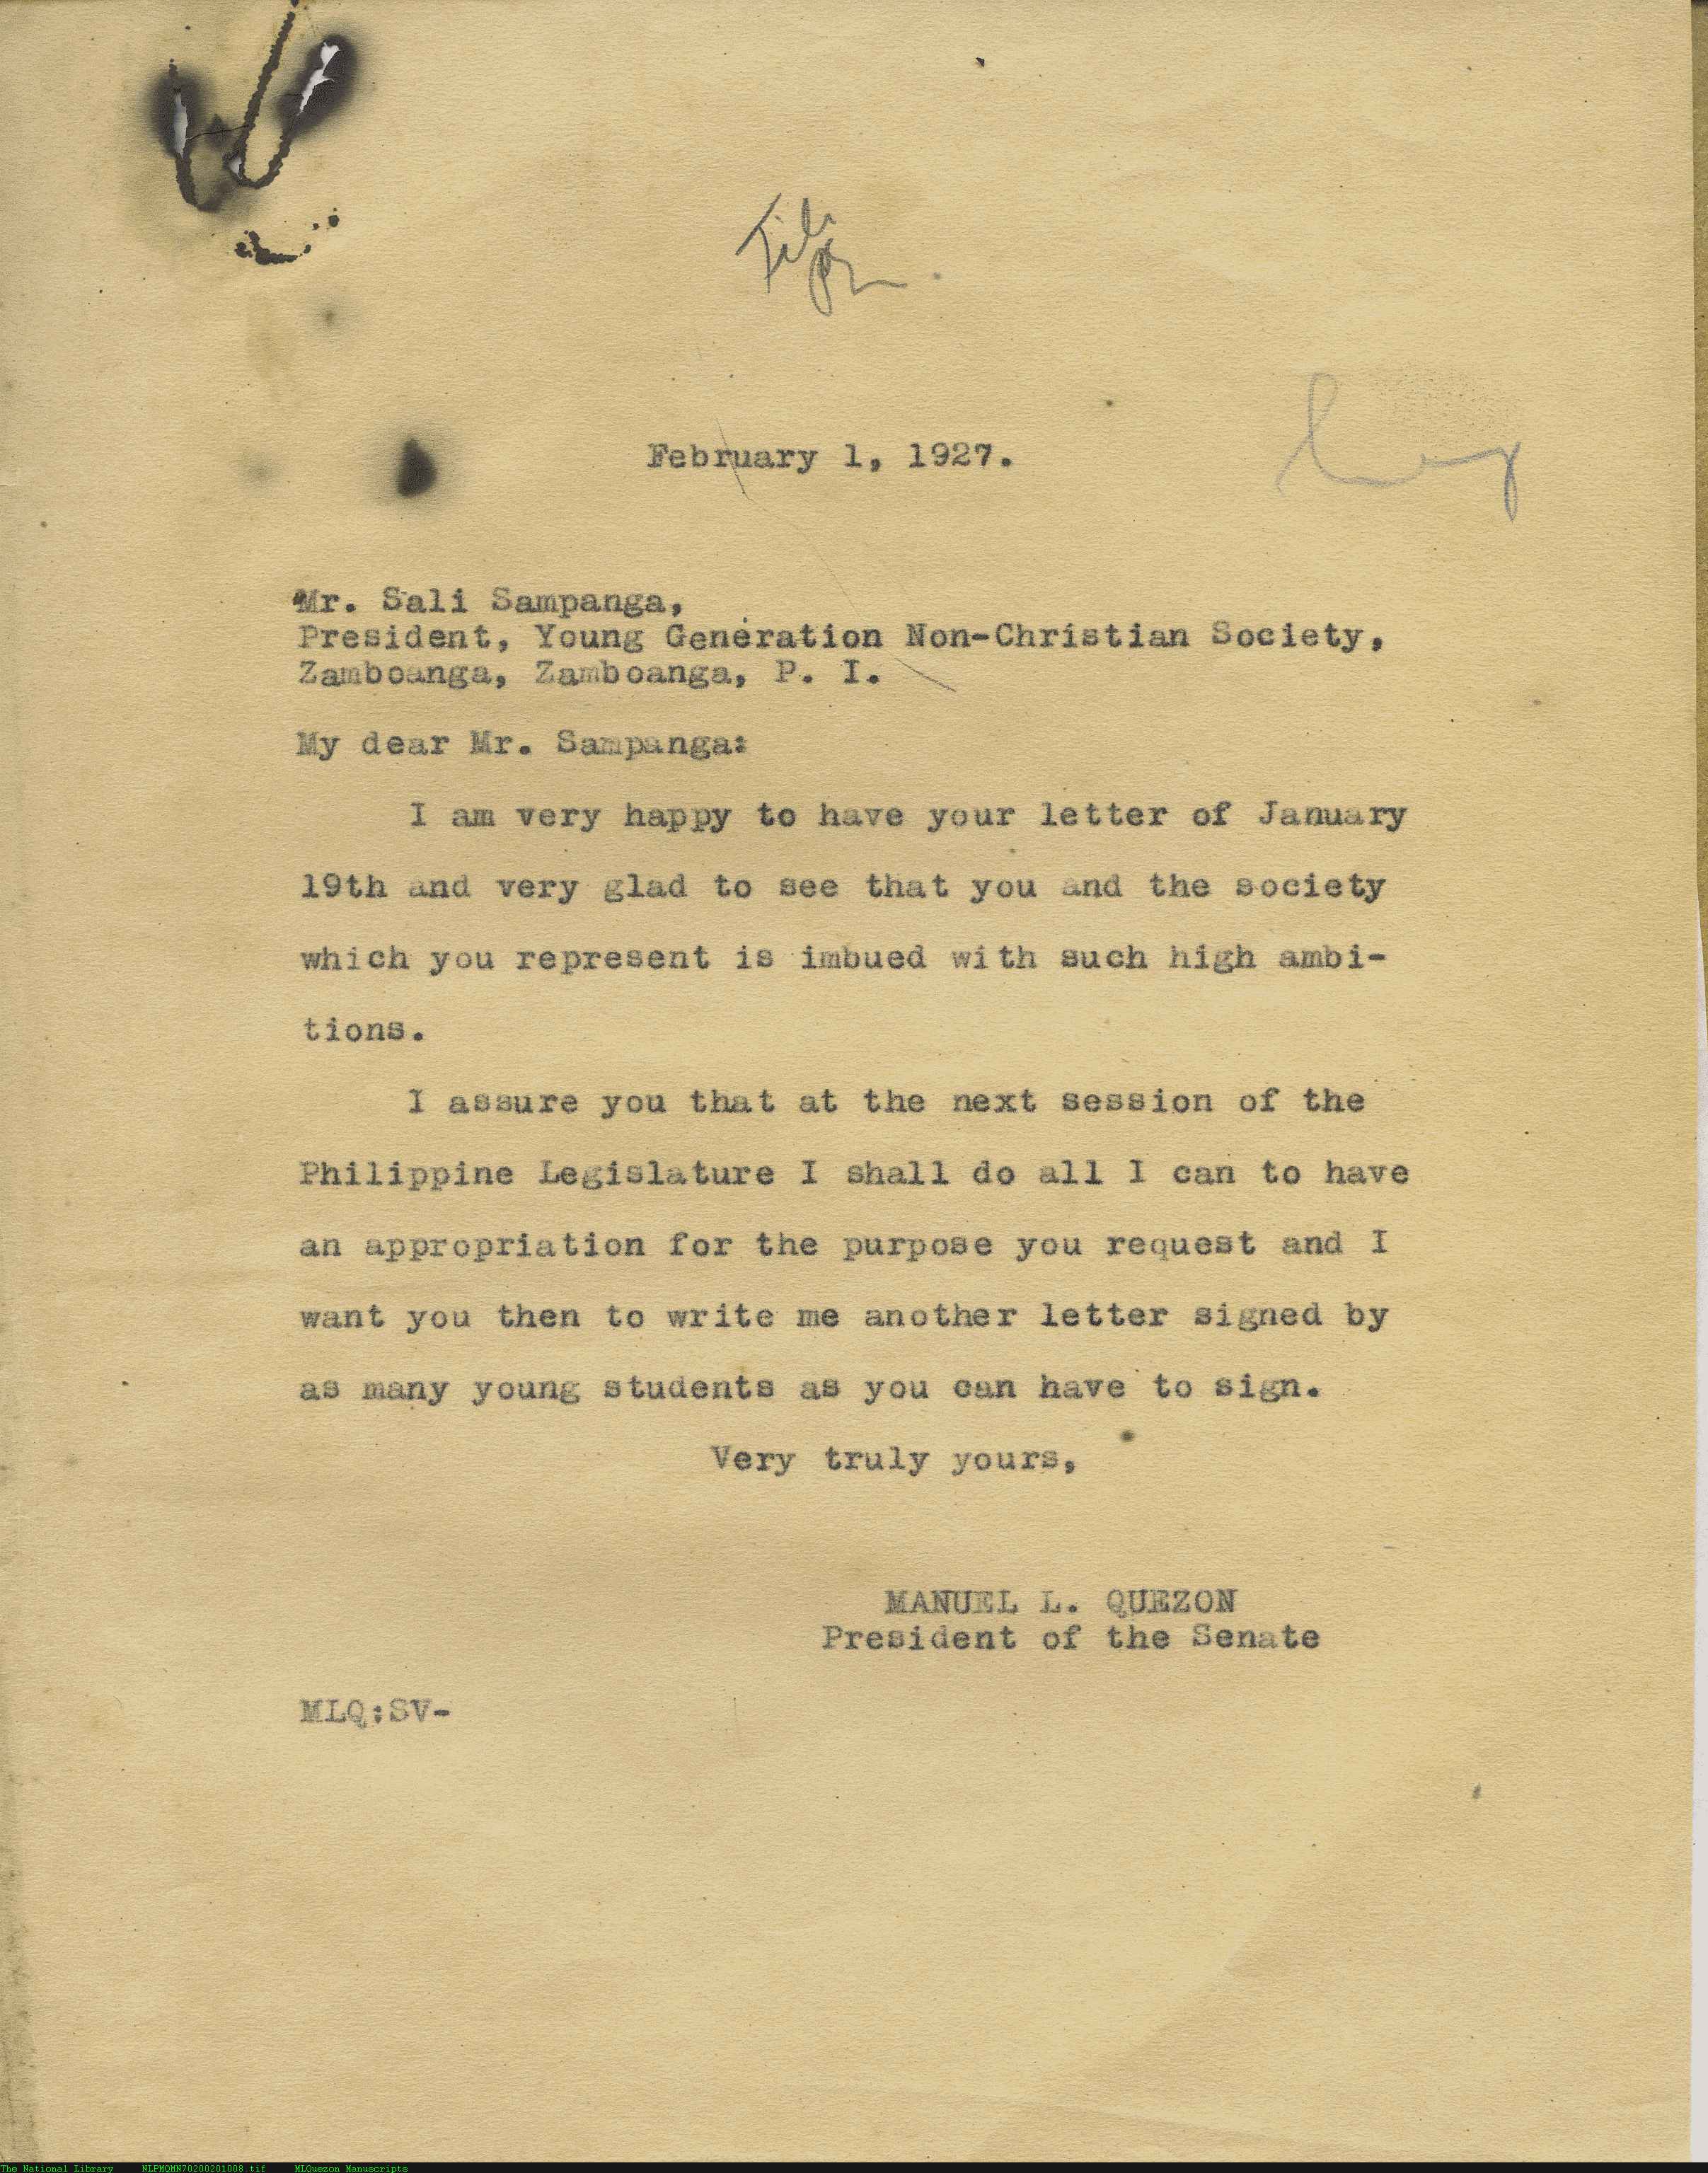 February 1, 1927.
Mr. Sali Sampanga,
President, Young Generation Non-Christian Society,
Zamboanga, Zamboanga, P. I.
My dear Mr. Sampanga:
I am very happy to have your letter of January
19th and very glad to see that you and the society
which you represent is imbued with such high ambi-
tions.
I assure you that at the next session of the
Philippine Legislature I shall do all I can to have
an appropriation for the purpose you request and I
want you then to write me another letter signed by
as many young students as you can have to sign.
Very truly yours,
MANUEL L. QUEZON
President of the Senate
MLQ:SV-
The National Library NLPMQMN70200201008.tif MLQuezon Manuscripts